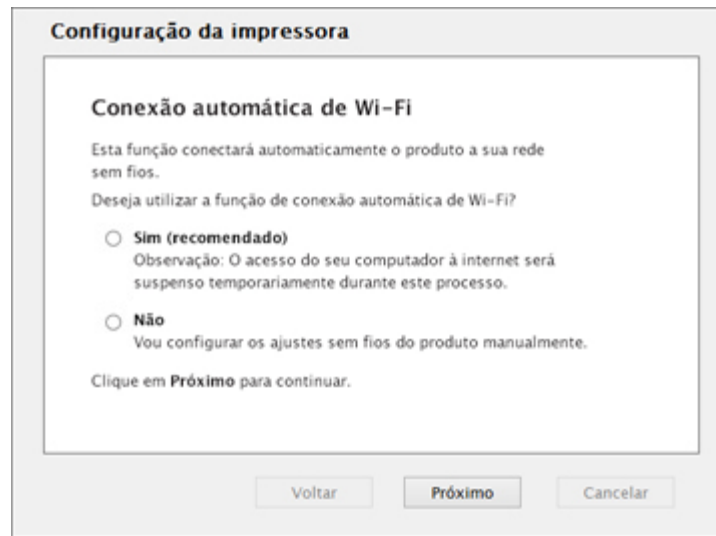 Configuração da impressora
Conexão automática de Wi-Fi
Esta função conectará automaticamente o produto a sua rede
sem fios.
Deseja utilizar a função de conexão automática de Wi-Fi?
Sim (recomendado)
Observação: O acesso do seu computador à internet será
suspenso temporariamente durante este processo.
Não
Vou configurar os ajustes sem fios do produto manualmente.
Clique em Próximo para continuar.
Voltar
Próximo
Cancelar